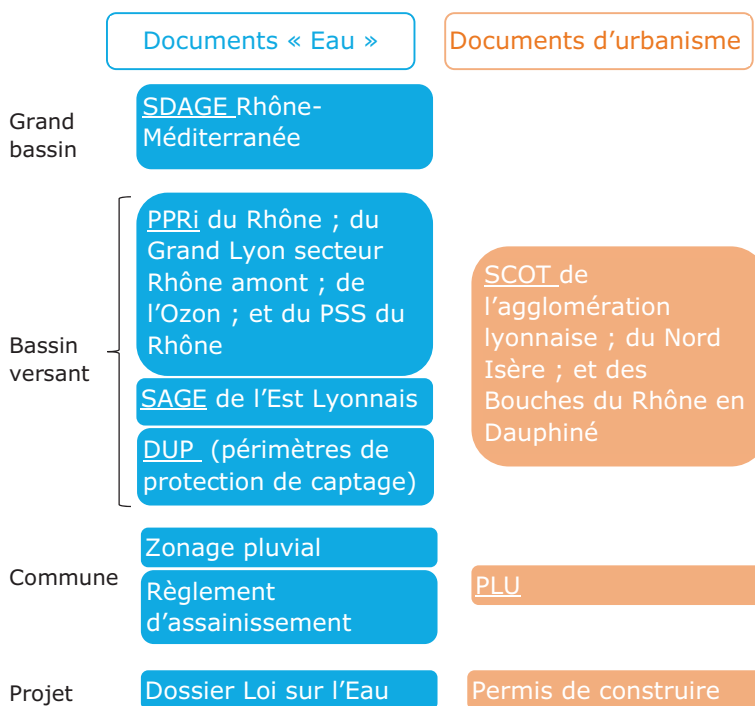 Documents « Eau »
Documents d’urbanisme
Grand
bassin
SDAGE Rhône-
Méditerranée
Bassin
versant
PPRi du Rhône ; du
Grand Lyon secteur
Rhône amont ; de
l’Ozon ; et du PSS du
Rhône
SAGE de l’Est Lyonnais
DUP (périmètres de
protection de captage)
SCOT de
l’agglomération
lyonnaise ; du Nord
Isère ; et des
Bouches du Rhône en
Dauphiné
Commune
Zonage pluvial
Règlement
d’assainissement
PLU
Projet
Dossier Loi sur l’Eau
Permis de construire